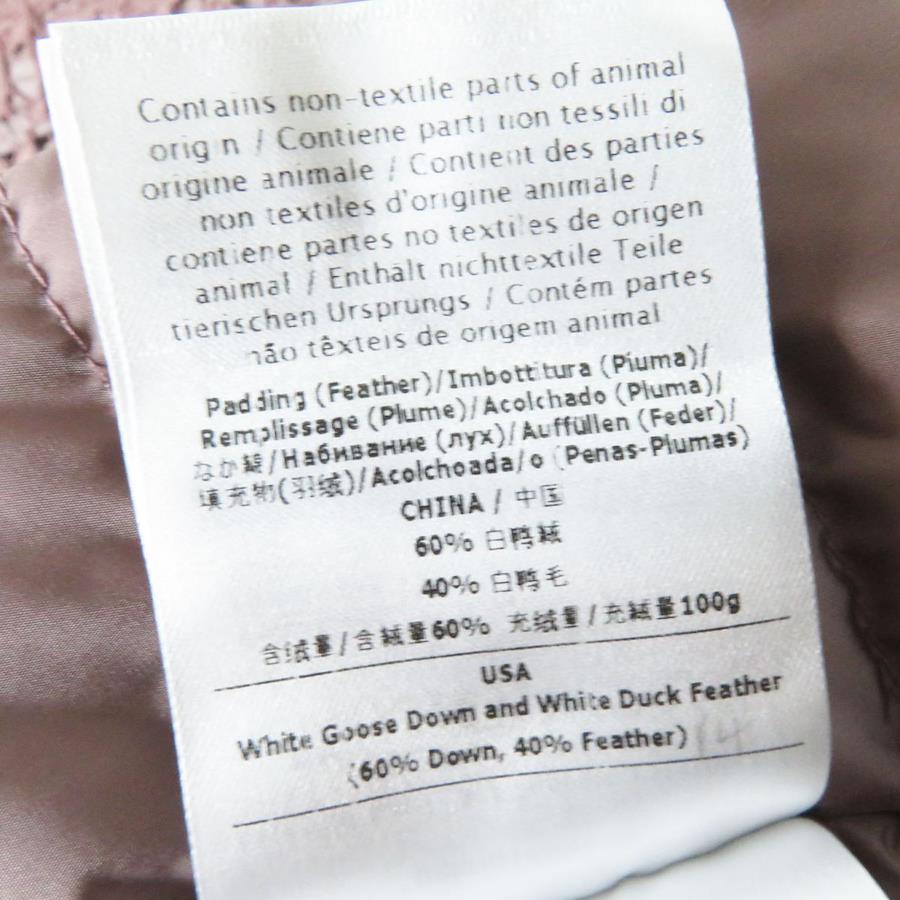 Contains non-textile parts of animal
origin / Contiene parti non tessili di
origine animale / Contient des parties
non textiles d'origine animale /
contiene partes no textiles de origen
animal / Enthält nichttextile Teile
tierischen Ursprungs / Contém partes
não têxteis de origem animal
Padding (Feather)/Imbottitura (Piuma)/
Remplissage (Plume)/Acolchado (Pluma)/
なか綿/Набивание (лух)/Auffüllen (Feder)/
填充物(羽绒)/Acolchoada/o (Penas-Plumas)
CHINA / 中国
60% 白鸭绒
40% 白鸭毛
含绒量/含絨量60% 充绒量/充絨量100g
USA
White Goose Down and White Duck Feather
(60% Down, 40% Feather)